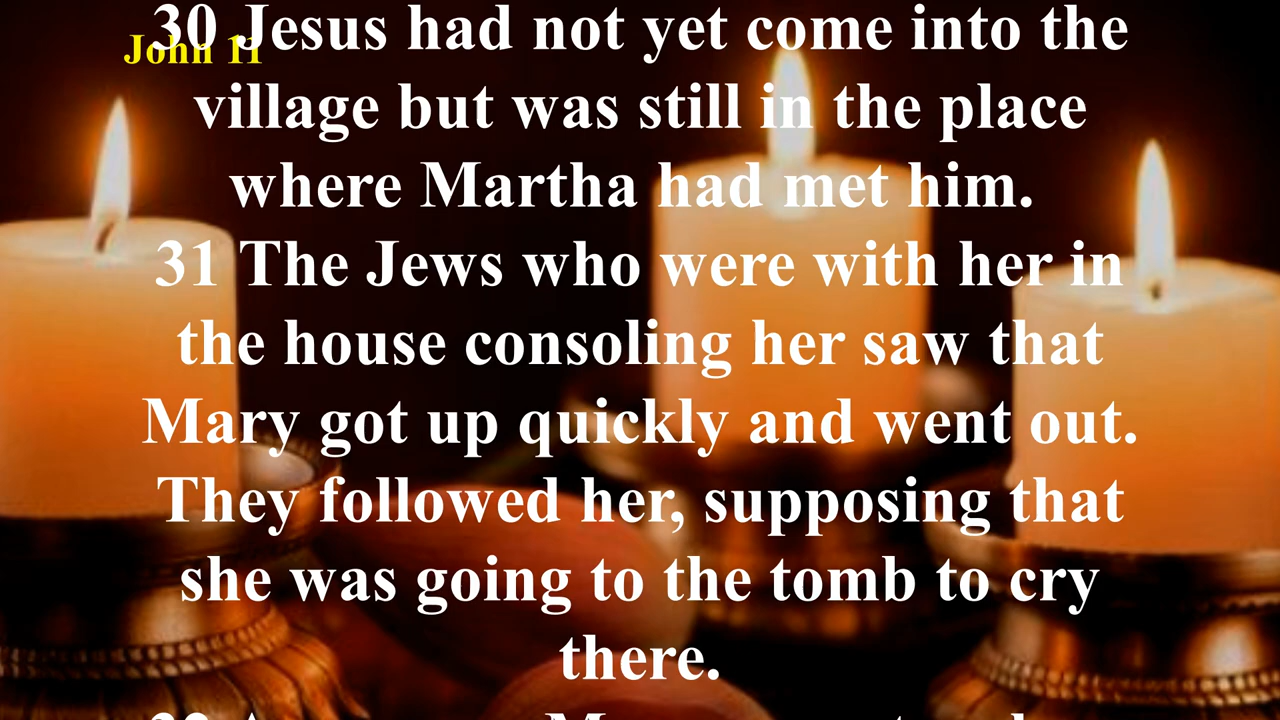 John 11
30 Jesus had not yet come into the
village but was still in the place
where Martha had met him.
31 The Jews who were with her in
the house consoling her saw that
Mary got up quickly and went out.
They followed her, supposing that
she was going to the tomb to cry
there.